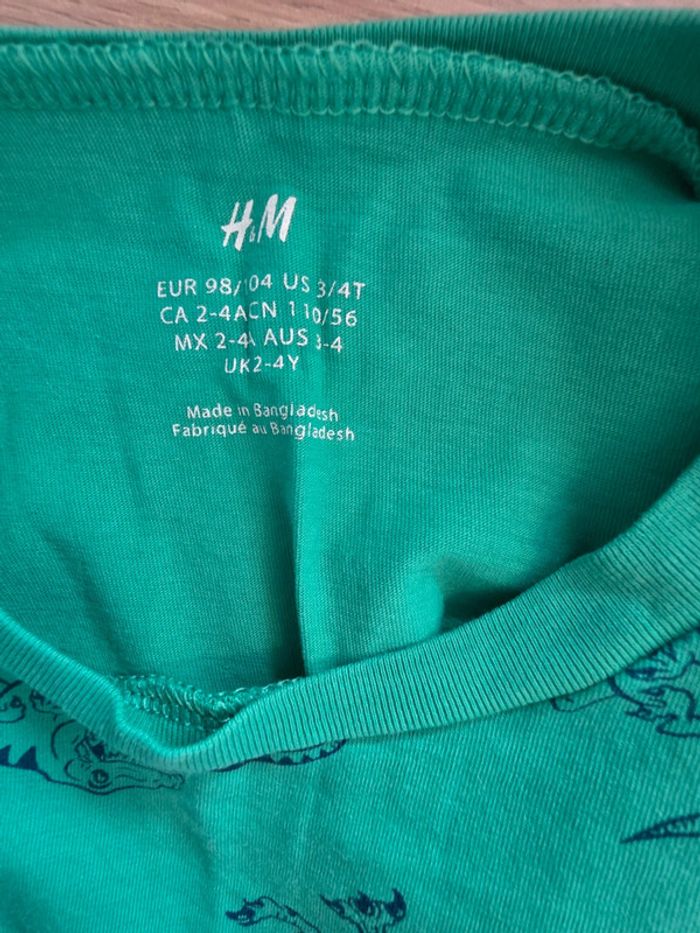 H&M
EUR 98/104 US 3/4T
CA 2-4A CN 110/56
MX 2-4A AUS 3-4
UK2-4Y
Made in Bangladesh
Fabriqué au Bangladesh